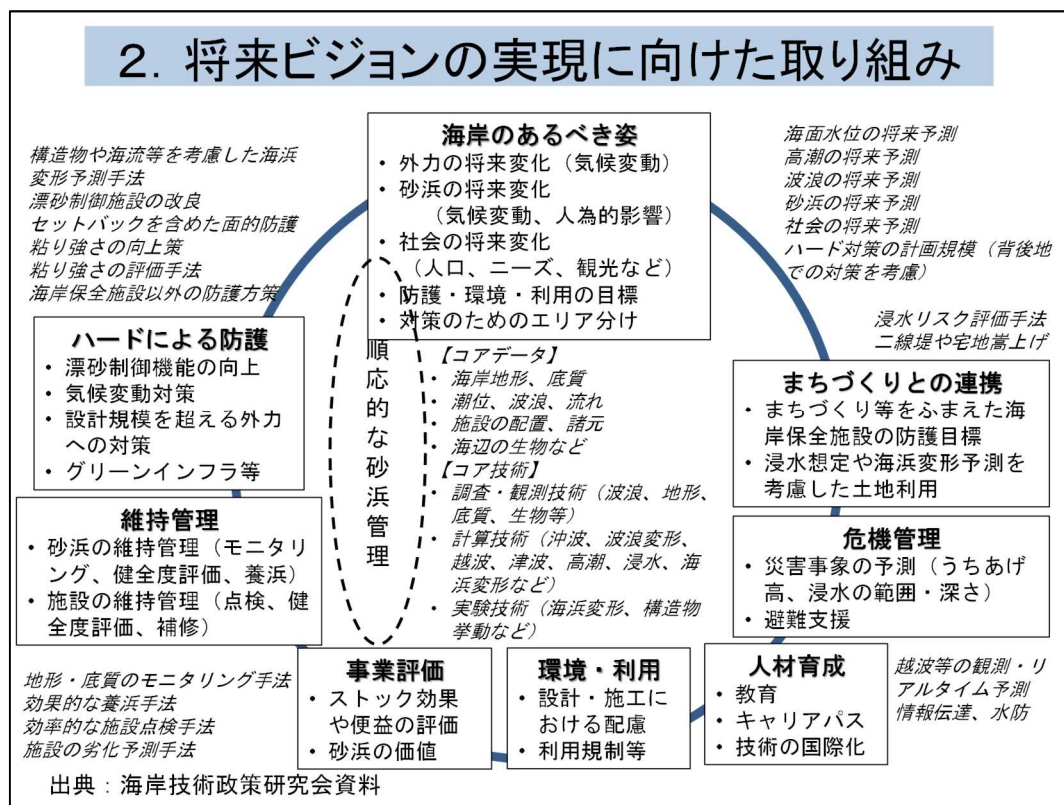 2. 将来ビジョンの実現に向けた取り組み
海岸のあるべき姿
• 外力の将来変化（気候変動）
• 砂浜の将来変化
（気候変動、人為的影響）
• 社会の将来変化
（人口、ニーズ、観光など）
• 防護・環境・利用の目標
• 対策のためのエリア分け
構造物や海流等を考慮した海浜
変形予測手法
漂砂制御施設の改良
セットバックを含めた面的防護
粘り強さの向上策
粘り強さの評価手法
海岸保全施設以外の防護方策
海面水位の将来予測
高潮の将来予測
波浪の将来予測
砂浜の将来予測
社会の将来予測
ハード対策の計画規模（背後地
での対策を考慮）
ハードによる防護
• 漂砂制御機能の向上
• 気候変動対策
• 設計規模を超える外力
への対策
• グリーンインフラ等
順応的な砂浜管理
【コアデータ】
• 海岸地形、底質
• 潮位、波浪、流れ
• 施設の配置、諸元
• 海辺の生物など
【コア技術】
• 調査・観測技術（波浪、地形、
底質、生物等）
• 計算技術（沖波、波浪変形、
越波、津波、高潮、浸水、海
浜変形など）
• 実験技術（海浜変形、構造物
挙動など）
浸水リスク評価手法
二線堤や宅地嵩上げ
まちづくりとの連携
• まちづくり等をふまえた海
岸保全施設の防護目標
• 浸水想定や海浜変形予測を
考慮した土地利用
維持管理
• 砂浜の維持管理（モニタ
リング、健全度評価、養浜）
• 施設の維持管理（点検、健
全度評価、補修）
危機管理
• 災害事象の予測（うちあげ
高、浸水の範囲・深さ）
• 避難支援
地形・底質のモニタリング手法
効果的な養浜手法
効率的な施設点検手法
施設の劣化予測手法
事業評価
• ストック効果
や便益の評価
• 砂浜の価値
環境・利用
• 設計・施工に
おける配慮
• 利用規制等
人材育成
• 教育
• キャリアパス
• 技術の国際化
越波等の観測・リ
アルタイム予測
情報伝達、水防
出典：海岸技術政策研究会資料